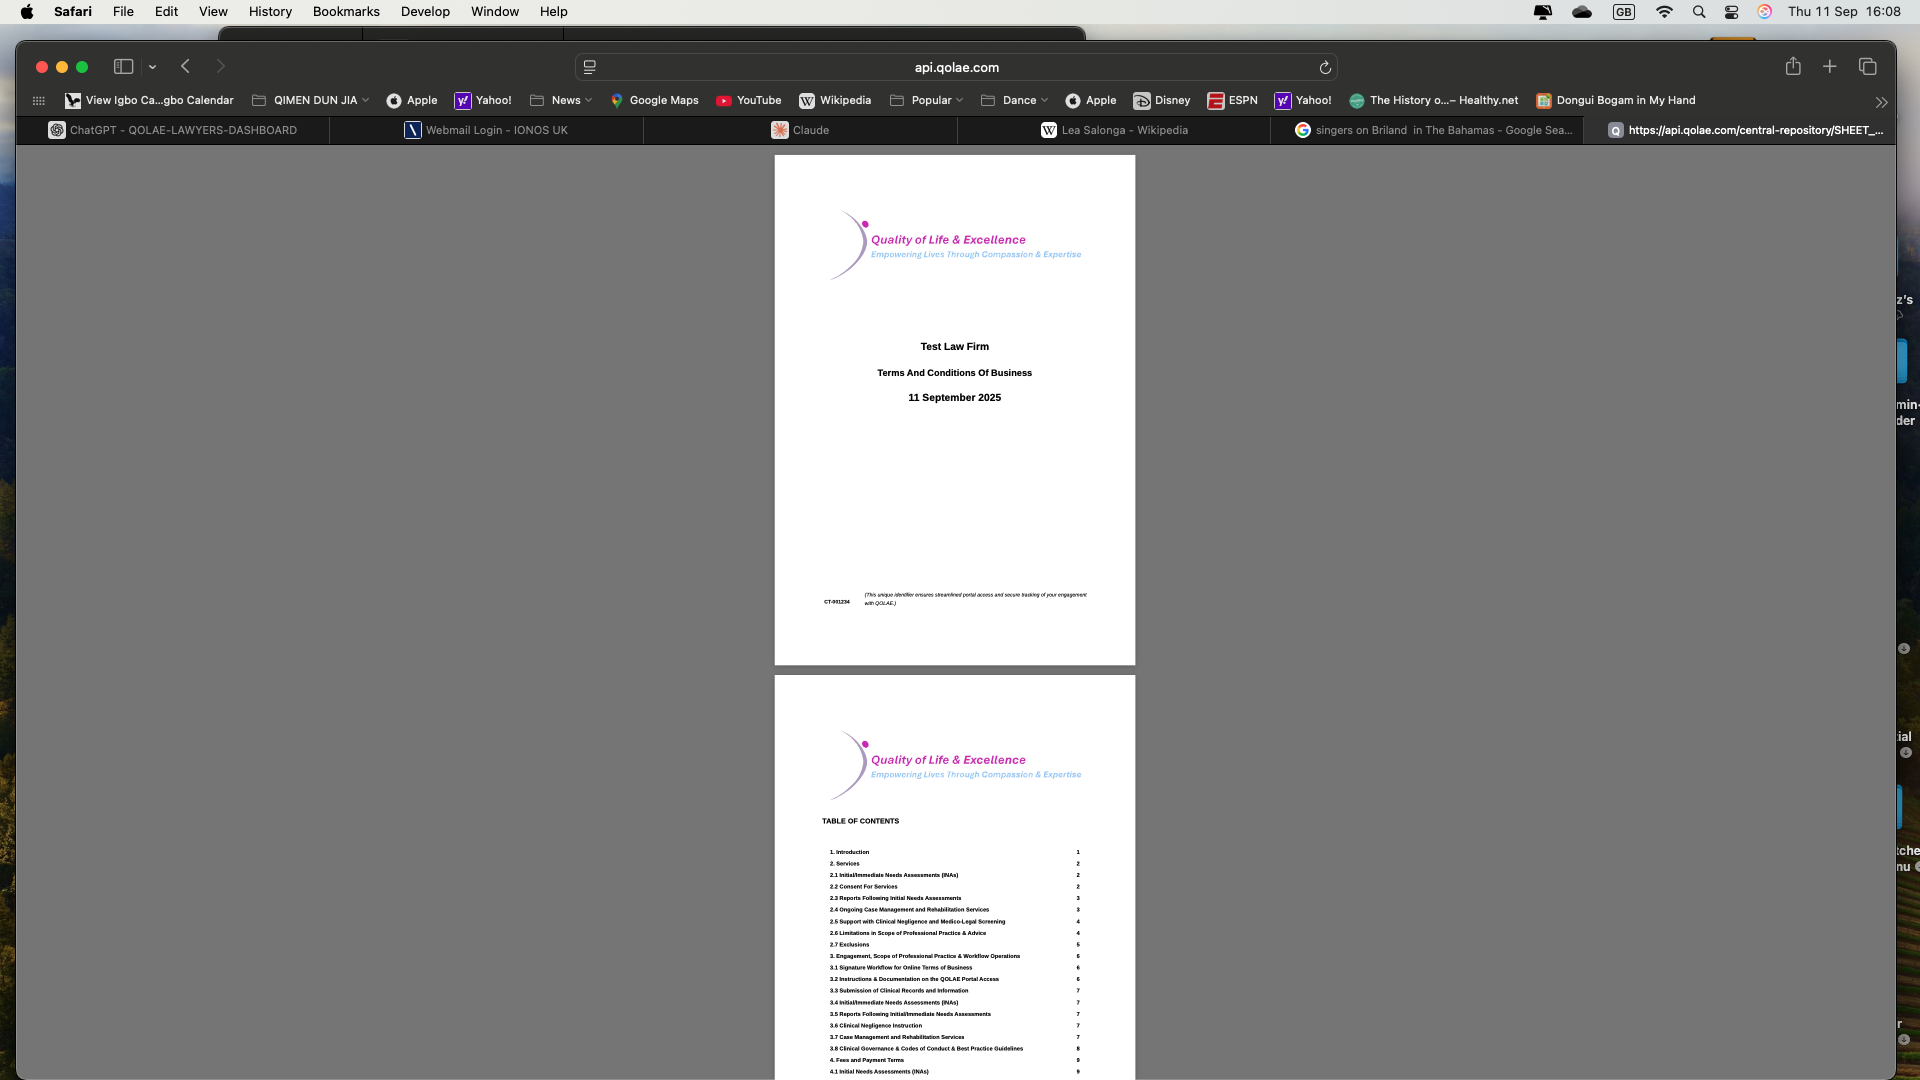 Safari File Edit View History Bookmarks Develop Window Help GB Thu 11 Sep 16:08
api.qolae.com
View Igbo Ca...gbo Calendar QIMEN DUN JIA Apple Yahoo! News Google Maps YouTube Wikipedia Popular Dance Apple Disney ESPN Yahoo! The History o...– Healthy.net Dongui Bogam in My Hand
ChatGPT - QOLAE-LAWYERS-DASHBOARD Webmail Login - IONOS UK Claude Lea Salonga - Wikipedia singers on Briland in The Bahamas - Google Sea... https://api.qolae.com/central-repository/SHEET_...
Quality of Life & Excellence
Empowering Lives Through Compassion & Expertise
Test Law Firm
Terms And Conditions Of Business
11 September 2025
CT-001234 (This unique identifier ensures streamlined portal access and secure tracking of your engagement
with QOLAE.)
Quality of Life & Excellence
Empowering Lives Through Compassion & Expertise
TABLE OF CONTENTS
1. Introduction 1
2. Services 2
2.1 Initial/Immediate Needs Assessments (INAs) 2
2.2 Consent For Services 2
2.3 Reports Following Initial Needs Assessments 3
2.4 Ongoing Case Management and Rehabilitation Services 3
2.5 Support with Clinical Negligence and Medico-Legal Screening 4
2.6 Limitations in Scope of Professional Practice & Advice 4
2.7 Exclusions 5
3. Engagement, Scope of Professional Practice & Workflow Operations 6
3.1 Signature Workflow for Online Terms of Business 6
3.2 Instructions & Documentation on the QOLAE Portal Access 6
3.3 Submission of Clinical Records and Information 7
3.4 Initial/Immediate Needs Assessments (INAs) 7
3.5 Reports Following Initial/Immediate Needs Assessments 7
3.6 Clinical Negligence Instruction 7
3.7 Case Management and Rehabilitation Services 7
3.8 Clinical Governance & Codes of Conduct & Best Practice Guidelines 8
4. Fees and Payment Terms 9
4.1 Initial Needs Assessments (INAs) 9